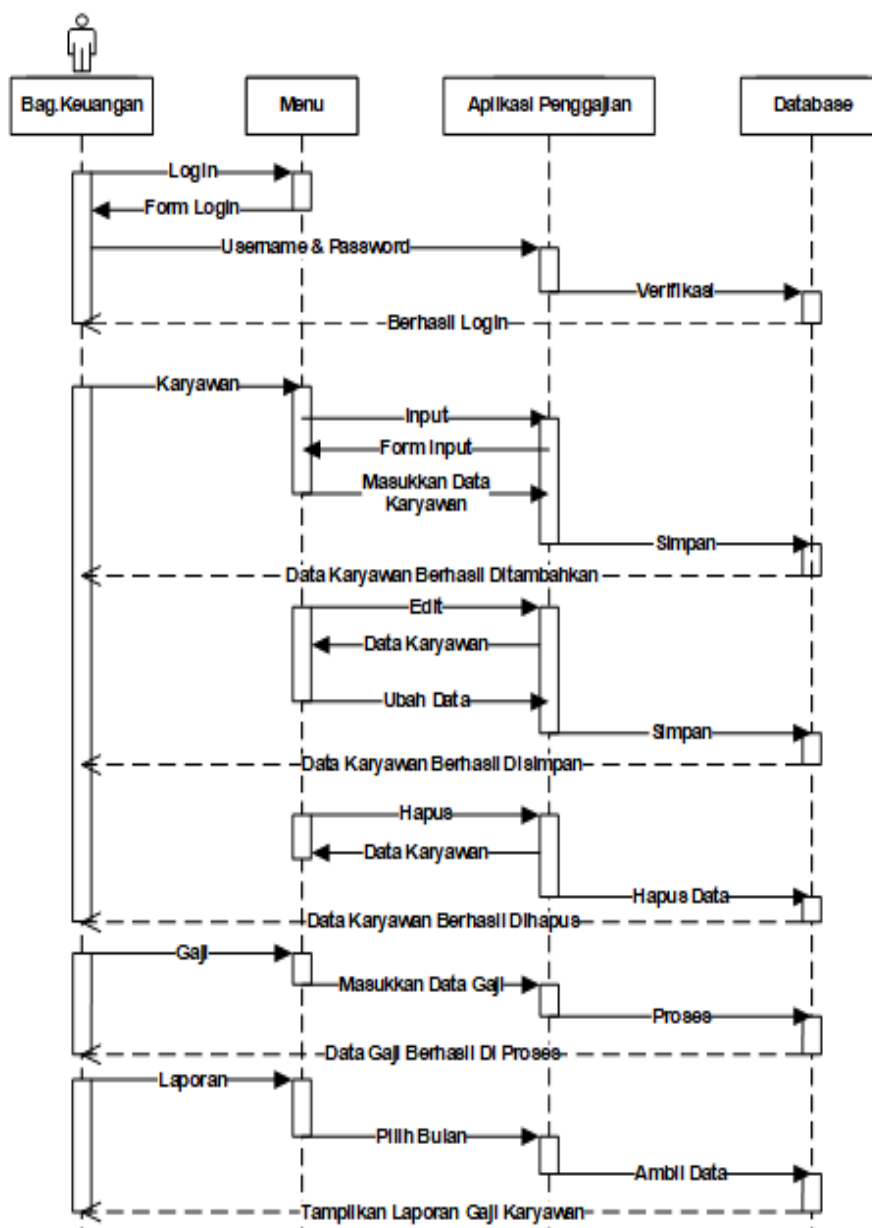 Bag.Keuangan
Menu
Aplikasi Penggajian
Database
Login
Form Login
Username & Password
Verifikasi
Berhasil Login
Karyawan
Input
Form Input
Masukkan Data
Karyawan
Simpan
Data Karyawan Berhasil Ditambahkan
Edit
Data Karyawan
Ubah Data
Simpan
Data Karyawan Berhasil Disimpan
Hapus
Data Karyawan
Hapus Data
Data Karyawan Berhasil Dihapus
Gaji
Masukkan Data Gaji
Proses
Data Gaji Berhasil Di Proses
Laporan
Pilih Bulan
Ambil Data
Tampilkan Laporan Gaji Karyawan